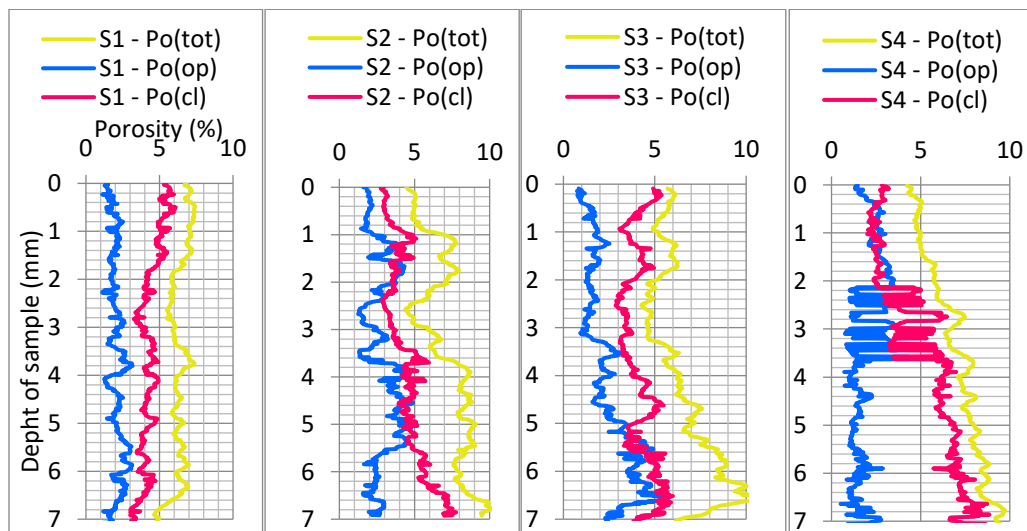 S1 - Po(tot)
S1 - Po(op)
S1 - Po(cl)
Porosity (%)
0 5 10
0
1
2
3
4
5
6
7
Depht of sample (mm)
S2 - Po(tot)
S2 - Po(op)
S2 - Po(cl)
0 5 10
0
1
2
3
4
5
6
7
S3 - Po(tot)
S3 - Po(op)
S3 - Po(cl)
0 5 10
0
1
2
3
4
5
6
7
S4 - Po(tot)
S4 - Po(op)
S4 - Po(cl)
0 5 10
0
1
2
3
4
5
6
7